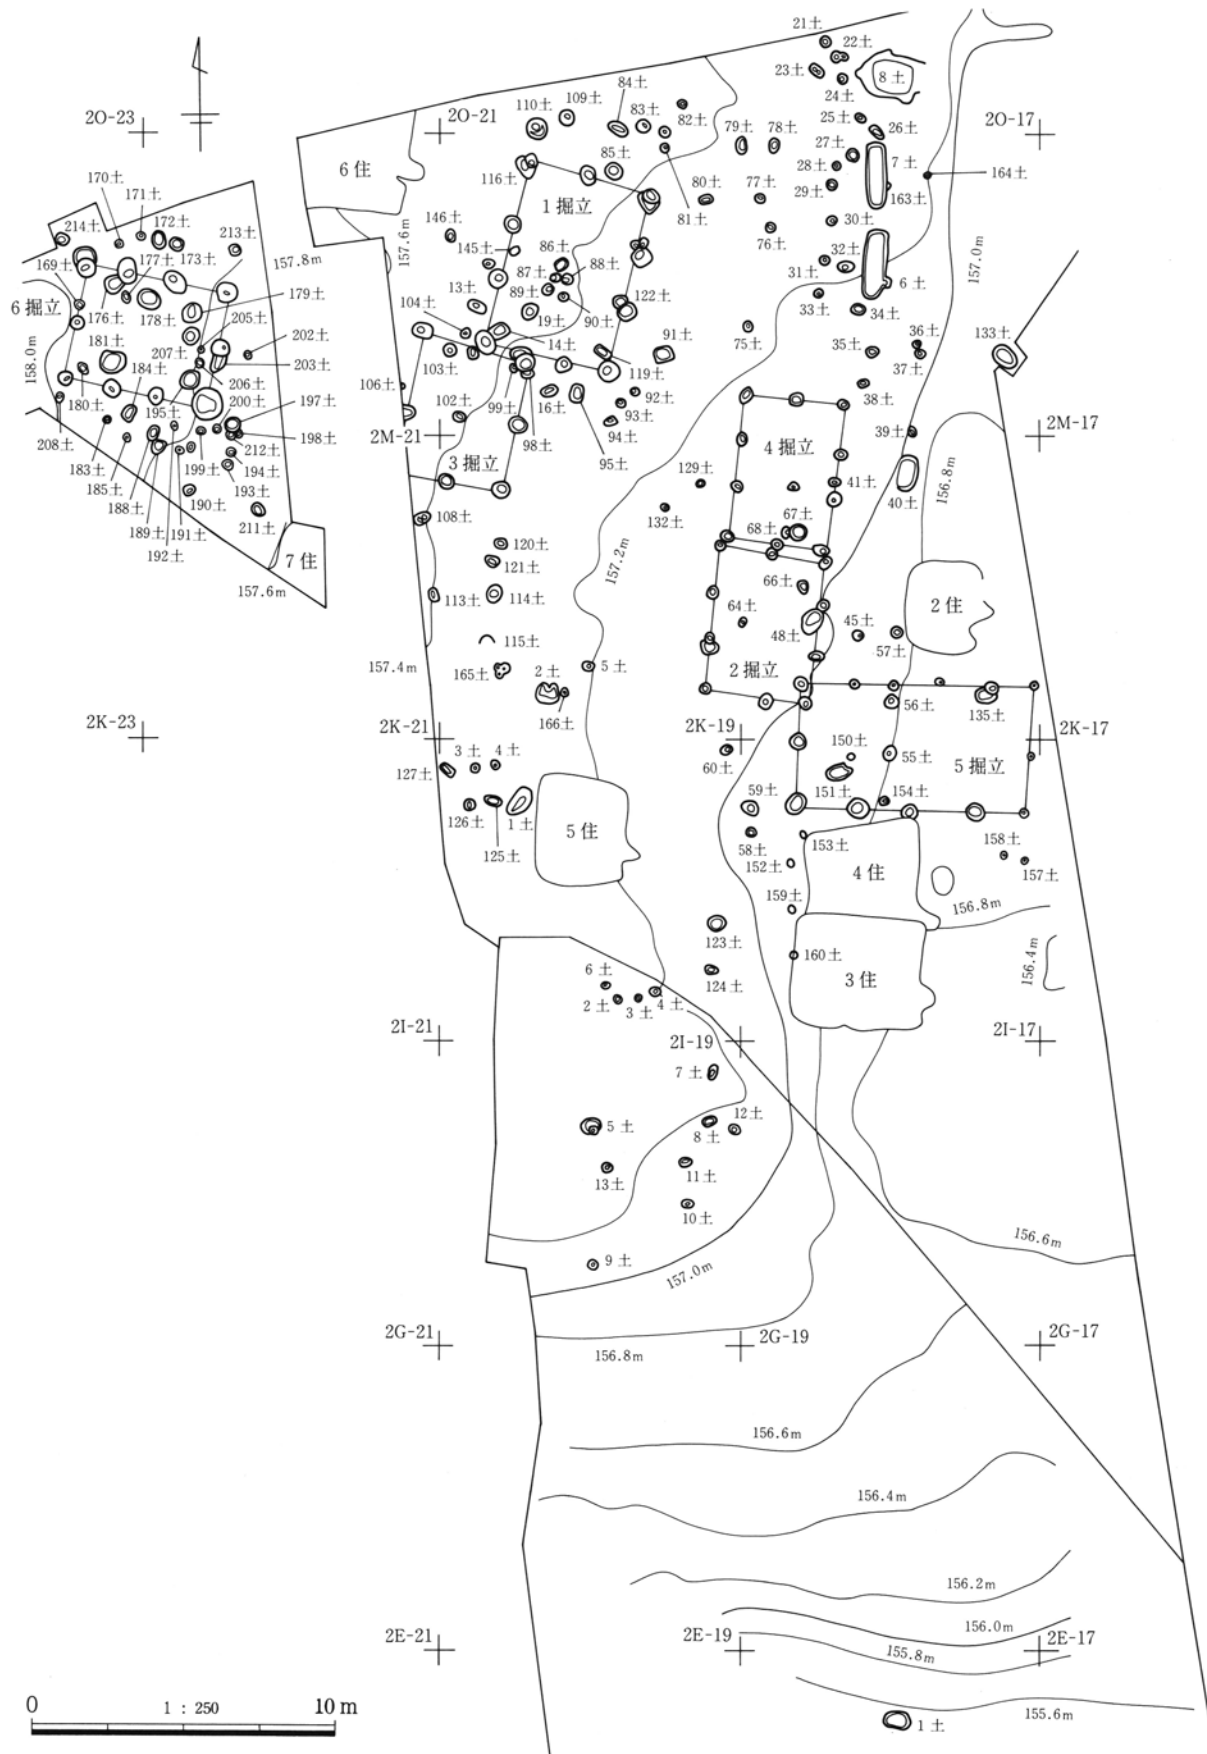 21土
22土
23土
8 土
24土
84土
109土
110土
83土
82土
2O-23
2O-21
2O-17
25土
26土
79土
78土
27土
6 住
116土
85土
28土
7 土
164土
29土
163土
80土
77土
81土
1 掘立
170土
171土
172土
214土
213土
146土
157.6m
145土
86土
76土
30土
32土
157.0m
169土
177土
173土
157.8m
87土
88土
31土
6 土
6 掘立
176土
178土
179土
13土
89土
90土
122土
33土
34土
104土
19土
205土
202土
14土
91土
75土
35土
36土
133土
158.0m
181土
207土
203土
37土
184土
206土
103土
119土
38土
106土
180土
195土
200土
197土
102土
99土
16土
92土
93土
208土
183土
198土
2M-21
98土
94土
39土
2M-17
212土
95土
4 掘立
185土
199土
194土
3 掘立
188土
193土
129土
41土
156.8m
190土
40土
189土
191土
211土
108土
132土
67土
192土
68土
7 住
120土
157.2m
121土
66土
157.6m
2 住
113土
114土
64土
48土
45土
57土
115土
157.4m
165土
2 土
5 土
2 掘立
166土
56土
135土
2K-23
2K-21
2K-19
2K-17
3 土
4 土
60土
150土
55土
5 掘立
127土
59土
151土
154土
126土
1 土
5 住
58土
153土
158土
125土
152土
4 住
157土
159土
156.8m
123土
156.4m
160土
124土
3 住
6 土
2 土
3 土
4 土
2I-21
2I-19
2I-17
7 土
12土
5 土
8 土
13土
11土
10土
156.6m
9 土
157.0m
2G-21
2G-19
2G-17
156.8m
156.6m
156.4m
156.2m
156.0m
2E-21
2E-19
2E-17
155.8m
0
1 : 250
10 m
155.6m
1 土